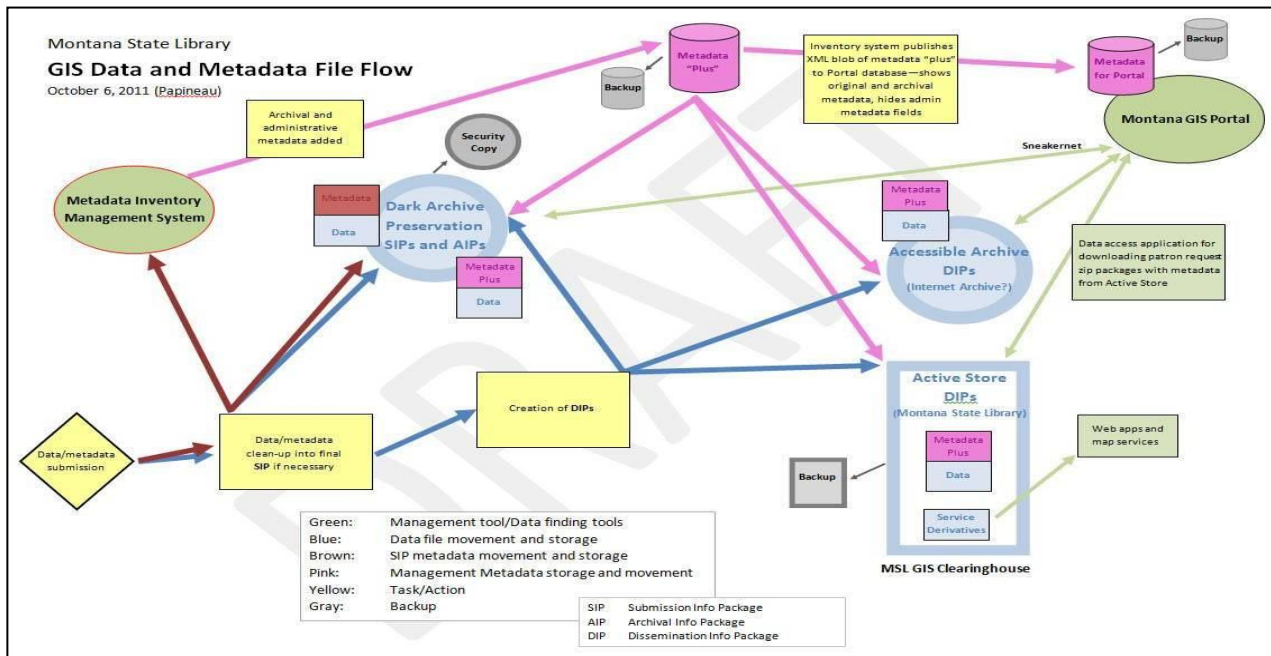 Montana State Library
GIS Data and Metadata File Flow
October 6, 2011 (Papineau)
Archival and
administrative
metadata added
Backup
Metadata
"Plus"
Inventory system publishes
XML blob of metadata "plus"
to Portal database—shows
original and archival
metadata, hides admin
metadata fields
Metadata
for Portal
Backup
Montana GIS Portal
Sneakernet
Security
Copy
Metadata Inventory
Management System
Metadata
Data
Dark Archive
Preservation
SIPs and AIPs
Metadata
Plus
Data
Metadata
Plus
Data
Accessible Archive
DIPs
(Internet Archive?)
Data access application for
downloading patron request
zip packages with metadata
from Active Store
Data/metadata
submission
Data/metadata
clean-up into final
SIP if necessary
Creation of DIPs
Active Store
DIPs
(Montana State Library)
Metadata
Plus
Data
Service
Derivatives
Backup
Web apps and
map services
MSL GIS Clearinghouse
Green: Management tool/Data finding tools
Blue: Data file movement and storage
Brown: SIP metadata movement and storage
Pink: Management Metadata storage and movement
Yellow: Task/Action
Gray: Backup
SIP Submission Info Package
AIP Archival Info Package
DIP Dissemination Info Package
DRAFT